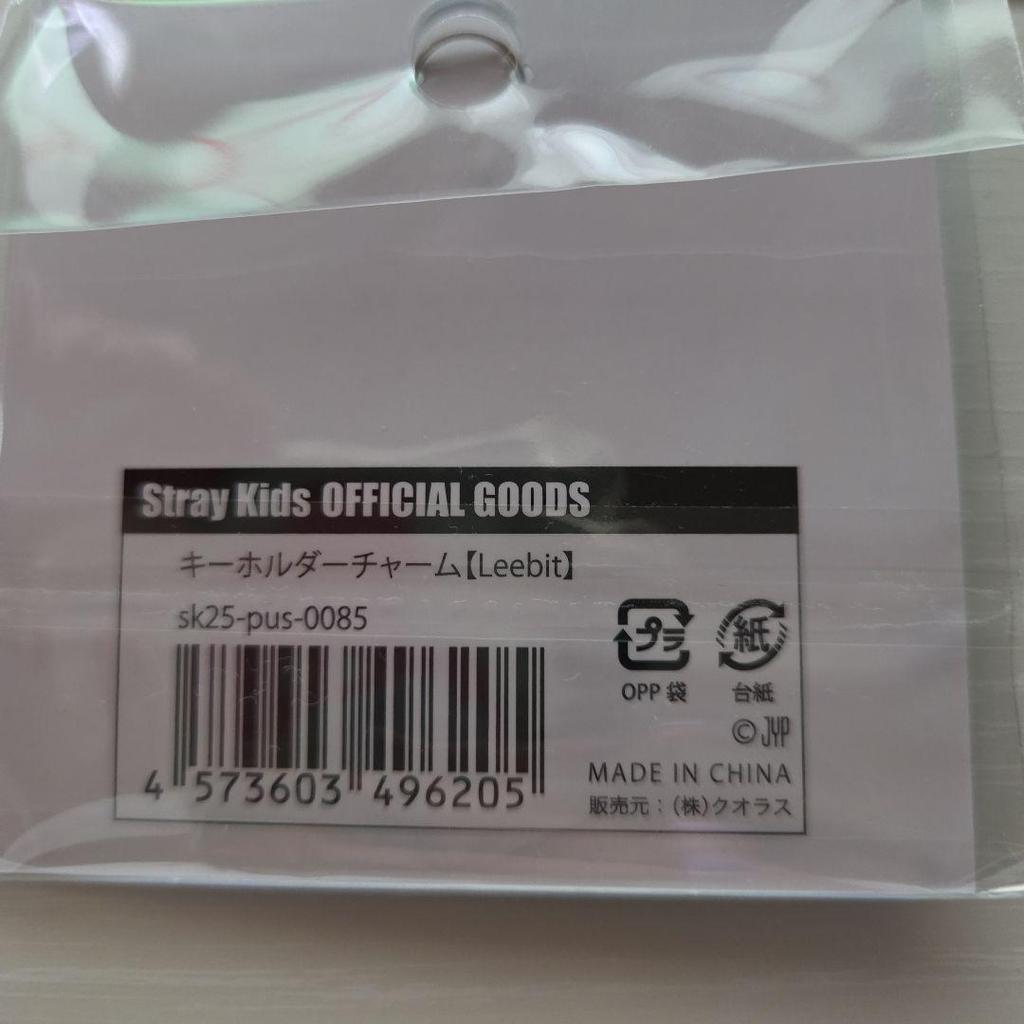 Stray Kids OFFICIAL GOODS
キーホルダーチャーム【Leebit】
sk25-pus-0085
プラ
紙
OPP 袋
台紙
© JYP
4 573603 496205
MADE IN CHINA
販売元：(株)クオラス